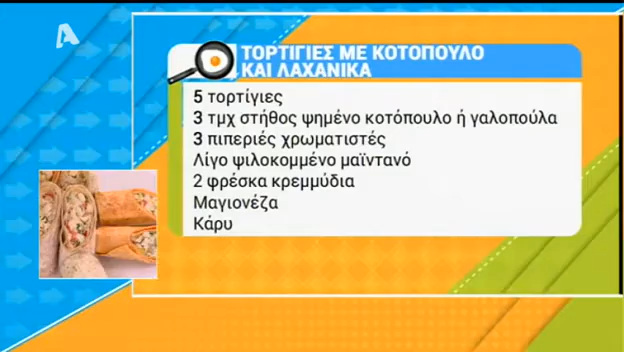 A
ΤΟΡΤΙΓΙΕΣ ΜΕ ΚΟΤΟΠΟΥΛΟ
ΚΑΙ ΛΑΧΑΝΙΚΑ
5 τορτίγιες
3 τμχ στήθος ψημένο κοτόπουλο ή γαλοπούλα
3 πιπεριές χρωματιστές
Λίγο ψιλοκομμένο μαϊντανό
2 φρέσκα κρεμμύδια
Μαγιονέζα
Κάρυ